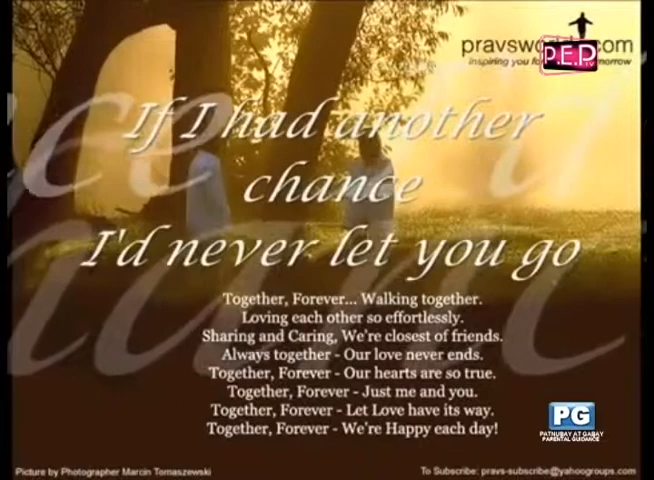 pravsworld.com
P.E.P
TV
inspiring you for a better tomorrow
If I had another
chance
I'd never let you go
Together, Forever... Walking together.
Loving each other so effortlessly.
Sharing and Caring, We're closest of friends.
Always together - Our love never ends.
Together, Forever - Our hearts are so true.
Together, Forever - Just me and you.
Together, Forever - Let Love have its way.
Together, Forever - We're Happy each day!
PG
PATNUBAY AT GABAY
PARENTAL GUIDANCE
Picture by Photographer Marcin Tomaszewski
To Subscribe: pravs-subscribe@yahoogroups.com